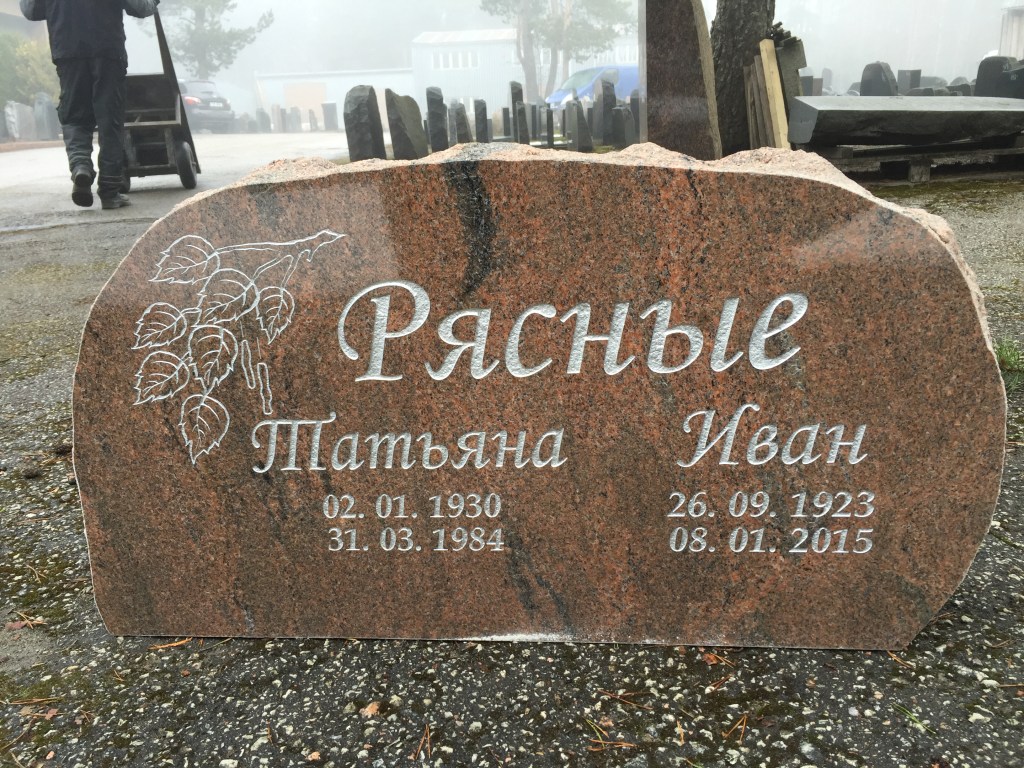 Рясные
Татьяна Иван
02. 01. 1930 26. 09. 1923
31. 03. 1984 08. 01. 2015